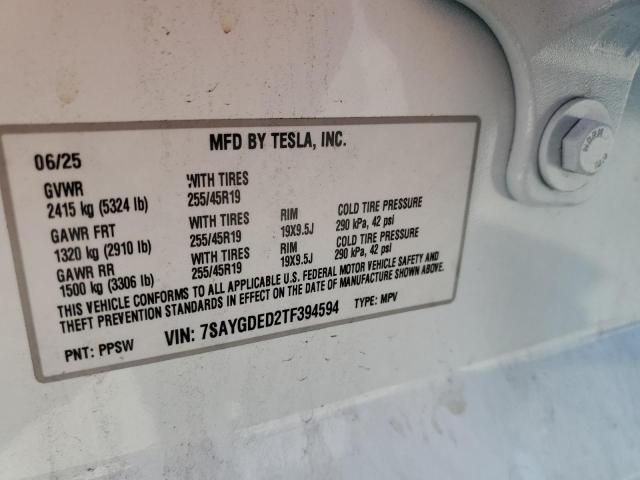 MFD BY TESLA, INC.
06/25
GVWR WITH TIRES
2415 kg (5324 lb) 255/45R19
GAWR FRT WITH TIRES RIM COLD TIRE PRESSURE
1320 kg (2910 lb) 255/45R19 19X9.5J 290 kPa, 42 psi
GAWR RR WITH TIRES RIM COLD TIRE PRESSURE
1500 kg (3306 lb) 255/45R19 19X9.5J 290 kPa, 42 psi
THIS VEHICLE CONFORMS TO ALL APPLICABLE U.S. FEDERAL MOTOR VEHICLE SAFETY AND
THEFT PREVENTION STANDARDS IN EFFECT ON THE DATE OF MANUFACTURE SHOWN ABOVE.
PNT: PPSW VIN: 7SAYGDED2TF394594 TYPE: MPV